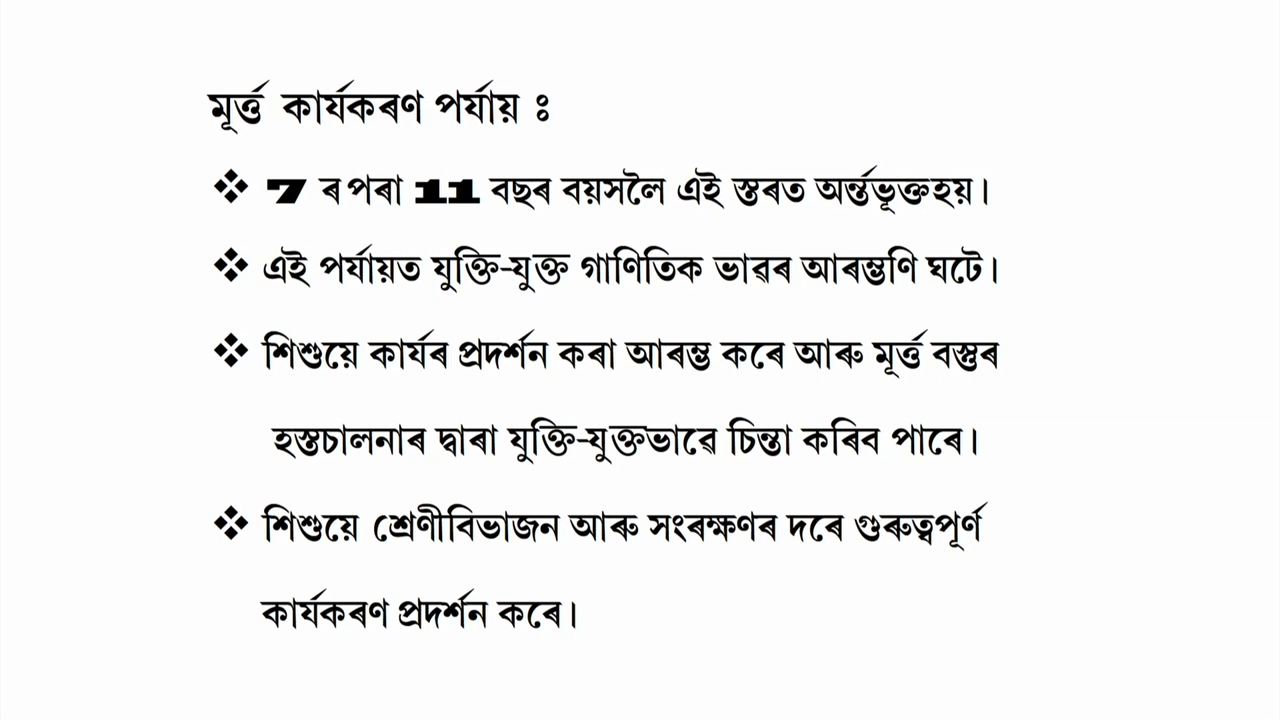 মূৰ্ত্ত কাৰ্যকৰণ পৰ্যায় ঃ
❖ 7 ৰ পৰা 11 বছৰ বয়সলৈ এই স্তৰত অৰ্ন্তভূক্তহয়।
❖ এই পৰ্যায়ত যুক্তি-যুক্ত গাণিতিক ভাৱৰ আৰম্ভণি ঘটে।
❖ শিশুয়ে কাৰ্যৰ প্ৰদৰ্শন কৰা আৰম্ভ কৰে আৰু মূৰ্ত্ত বস্তুৰ
হস্তচালনাৰ দ্বাৰা যুক্তি-যুক্তভাৱে চিন্তা কৰিব পাৰে।
❖ শিশুয়ে শ্ৰেণীবিভাজন আৰু সংৰক্ষণৰ দৰে গুৰুত্বপূৰ্ণ
কাৰ্যকৰণ প্ৰদৰ্শন কৰে।